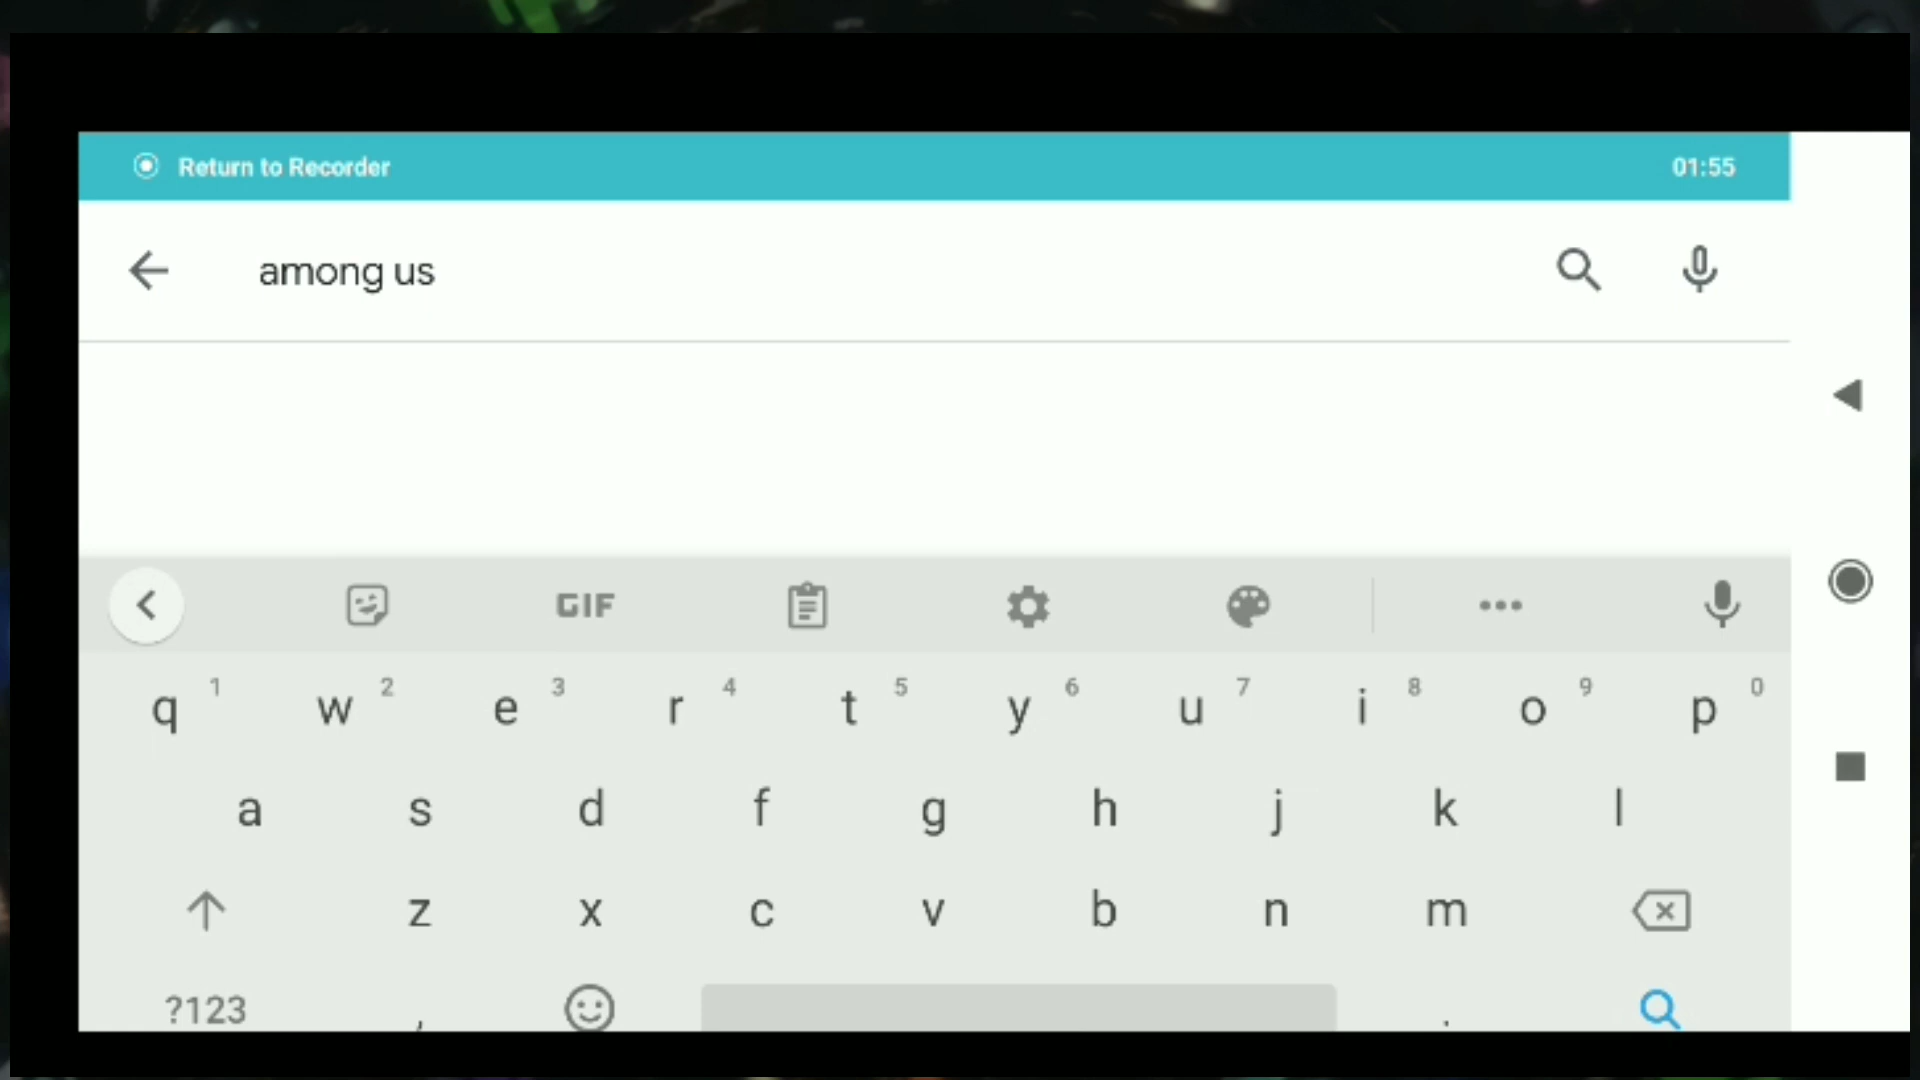 Return to Recorder 01:55
among us
GIF
q 1 w 2 e 3 r 4 t 5 y 6 u 7 i 8 o 9 p 0
a s d f g h j k l
z x c v b n m
?123 , .